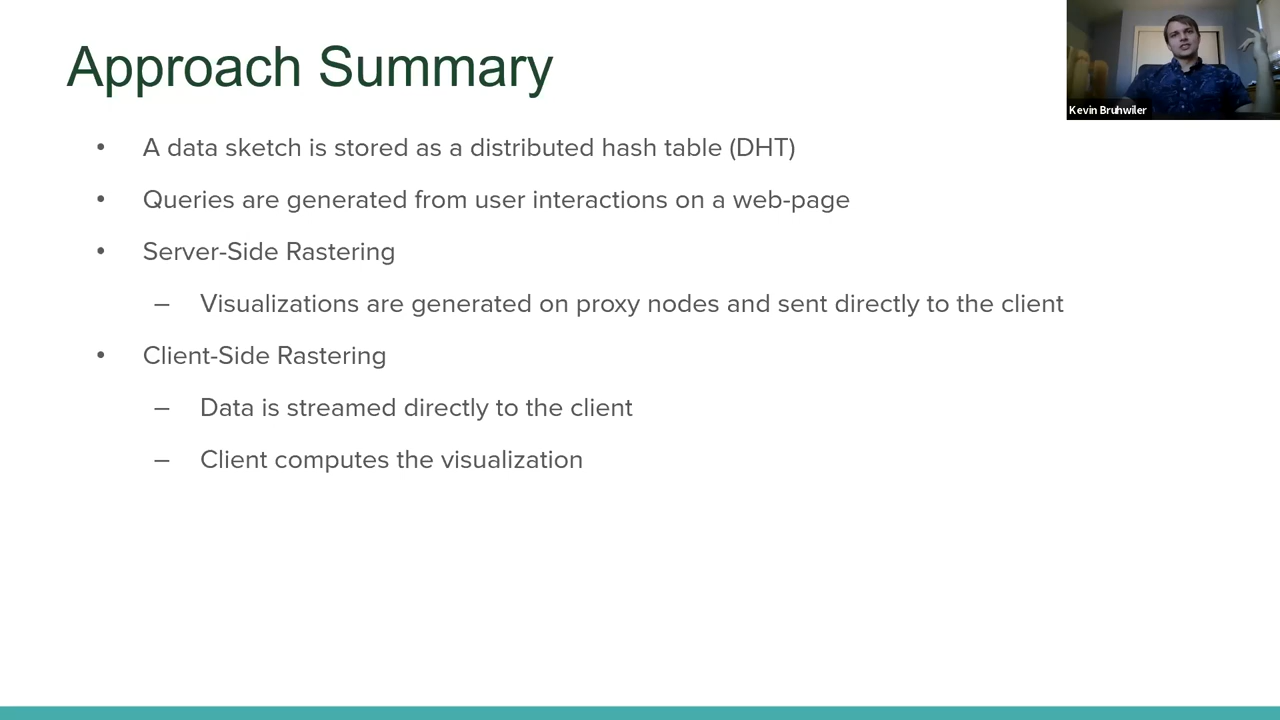 Approach Summary
Kevin Bruhwiler
• A data sketch is stored as a distributed hash table (DHT)
• Queries are generated from user interactions on a web-page
• Server-Side Rastering
– Visualizations are generated on proxy nodes and sent directly to the client
• Client-Side Rastering
– Data is streamed directly to the client
– Client computes the visualization